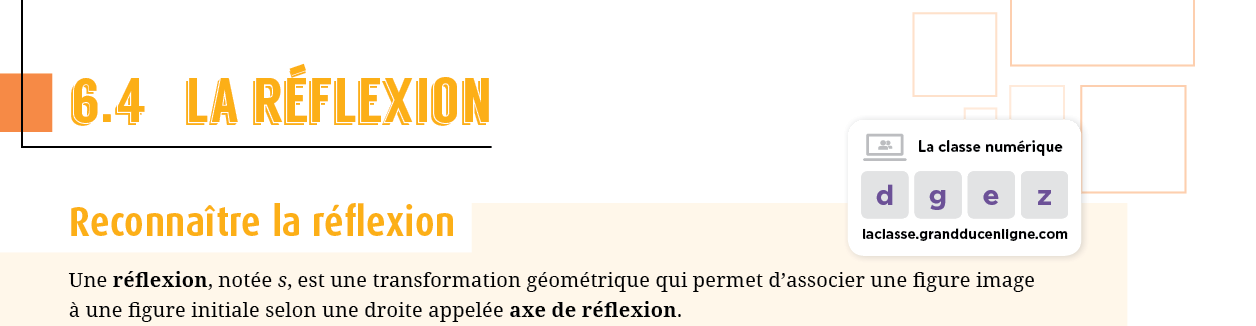 6.4 LA RÉFLEXION
La classe numérique
d g e z
laclasse.grandducenligne.com
Reconnaître la réflexion
Une réflexion, notée s, est une transformation géométrique qui permet d’associer une figure image
à une figure initiale selon une droite appelée axe de réflexion.